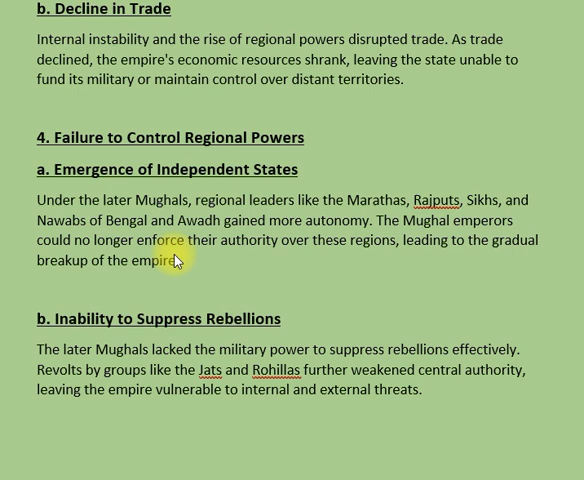 b. Decline in Trade
Internal instability and the rise of regional powers disrupted trade. As trade
declined, the empire's economic resources shrank, leaving the state unable to
fund its military or maintain control over distant territories.
4. Failure to Control Regional Powers
a. Emergence of Independent States
Under the later Mughals, regional leaders like the Marathas, Rajputs, Sikhs, and
Nawabs of Bengal and Awadh gained more autonomy. The Mughal emperors
could no longer enforce their authority over these regions, leading to the gradual
breakup of the empire
b. Inability to Suppress Rebellions
The later Mughals lacked the military power to suppress rebellions effectively.
Revolts by groups like the Jats and Rohillas further weakened central authority,
leaving the empire vulnerable to internal and external threats.